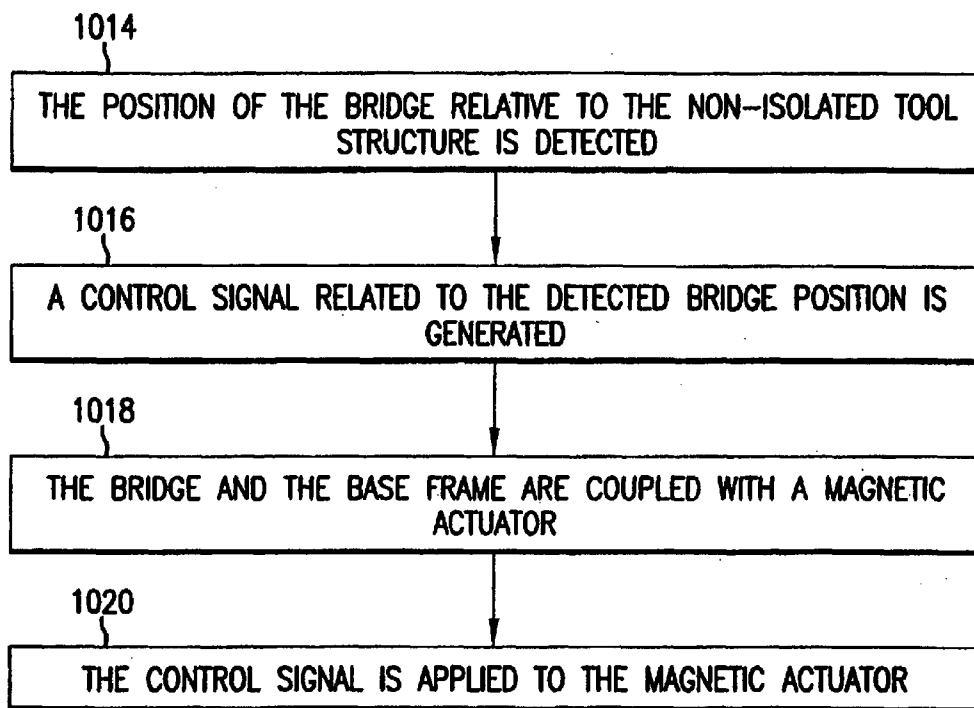 1014
THE POSITION OF THE BRIDGE RELATIVE TO THE NON-ISOLATED TOOL
STRUCTURE IS DETECTED
1016
A CONTROL SIGNAL RELATED TO THE DETECTED BRIDGE POSITION IS
GENERATED
1018
THE BRIDGE AND THE BASE FRAME ARE COUPLED WITH A MAGNETIC
ACTUATOR
1020
THE CONTROL SIGNAL IS APPLIED TO THE MAGNETIC ACTUATOR